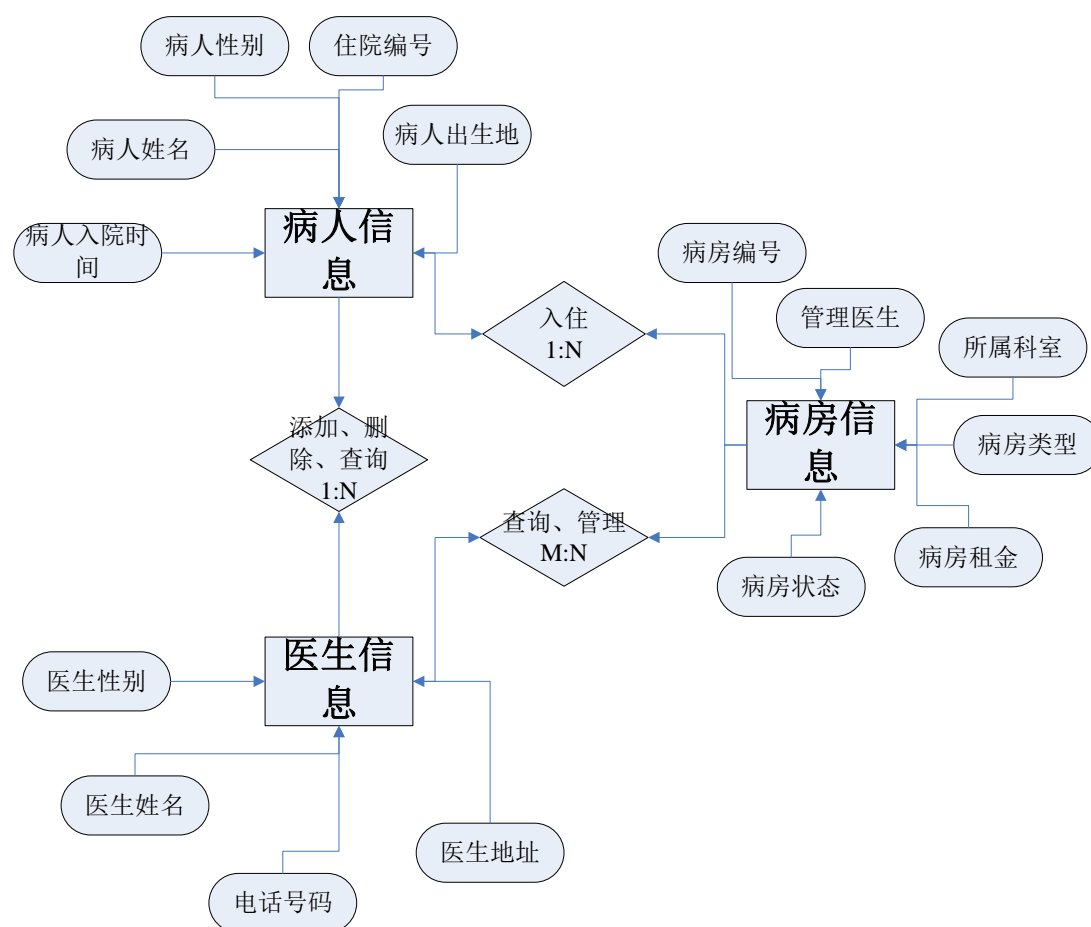 病人性别
住院编号
病人姓名
病人出生地
病人入院时
间
病人信
息
病房编号
管理医生
入住
1:N
所属科室
病房信
息
病房类型
添加、删
除、查询
1:N
查询、管理
M:N
病房租金
病房状态
医生信
息
医生性别
医生姓名
医生地址
电话号码